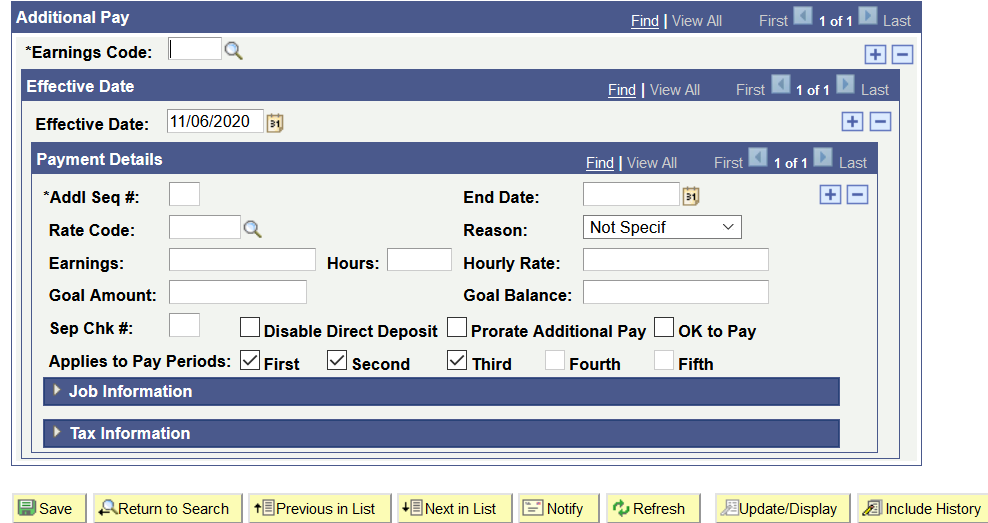 Additional Pay Find | View All First 1 of 1 Last
*Earnings Code:
Effective Date Find | View All First 1 of 1 Last
Effective Date: 11/06/2020 31
Payment Details Find | View All First 1 of 1 Last
*Addl Seq #: End Date: 31
Rate Code: Reason: Not Specif
Earnings: Hours: Hourly Rate:
Goal Amount: Goal Balance:
Sep Chk #: Disable Direct Deposit Prorate Additional Pay OK to Pay
Applies to Pay Periods: First Second Third Fourth Fifth
Job Information
Tax Information
Save Return to Search Previous in List Next in List Notify Refresh Update/Display Include History